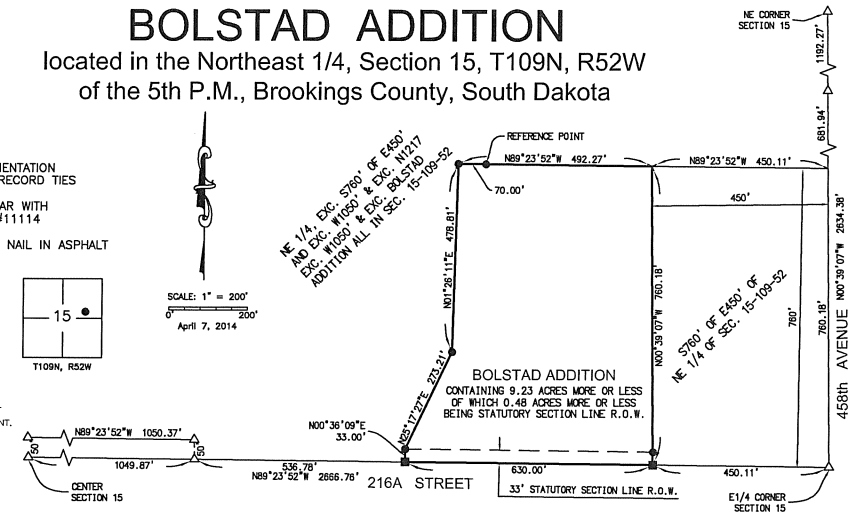 BOLSTAD ADDITION
located in the Northeast 1/4, Section 15, T109N, R52W
of the 5th P.M., Brookings County, South Dakota
NE CORNER
SECTION 15
1192.27'
681.94'
IENTATION
RECORD TIES
AR WITH
#11114
NAIL IN ASPHALT
15
T109N, R52W
SCALE: 1" = 200'
0' 200'
April 7, 2014
NE 1/4, EXC. S760' OF E450'
AND EXC. W1050' & EXC. N1217'
EXC. W1050' & EXC. BOLSTAD
ADDITION ALL IN SEC. 15-109-52
REFERENCE POINT
N89°23'52"W 492.27'
N89°23'52"W 450.11'
70.00'
450'
N01°26'11"E 478.81'
N00°39'07"W 760.18'
S760' OF E450' OF
NE 1/4 OF SEC. 15-109-52
760'
760.18'
N00°39'07"W 2634.38'
458th AVENUE
N25°17'27"E 273.21'
BOLSTAD ADDITION
CONTAINING 9.23 ACRES MORE OR LESS
OF WHICH 0.48 ACRES MORE OR LESS
BEING STATUTORY SECTION LINE R.O.W.
N00°36'09"E
33.00'
NT.
N89°23'52"W 1050.37'
50
50
1049.87'
536.78'
N89°23'52"W 2666.76'
630.00'
450.11'
CENTER
SECTION 15
216A STREET
33' STATUTORY SECTION LINE R.O.W.
E1/4 CORNER
SECTION 15